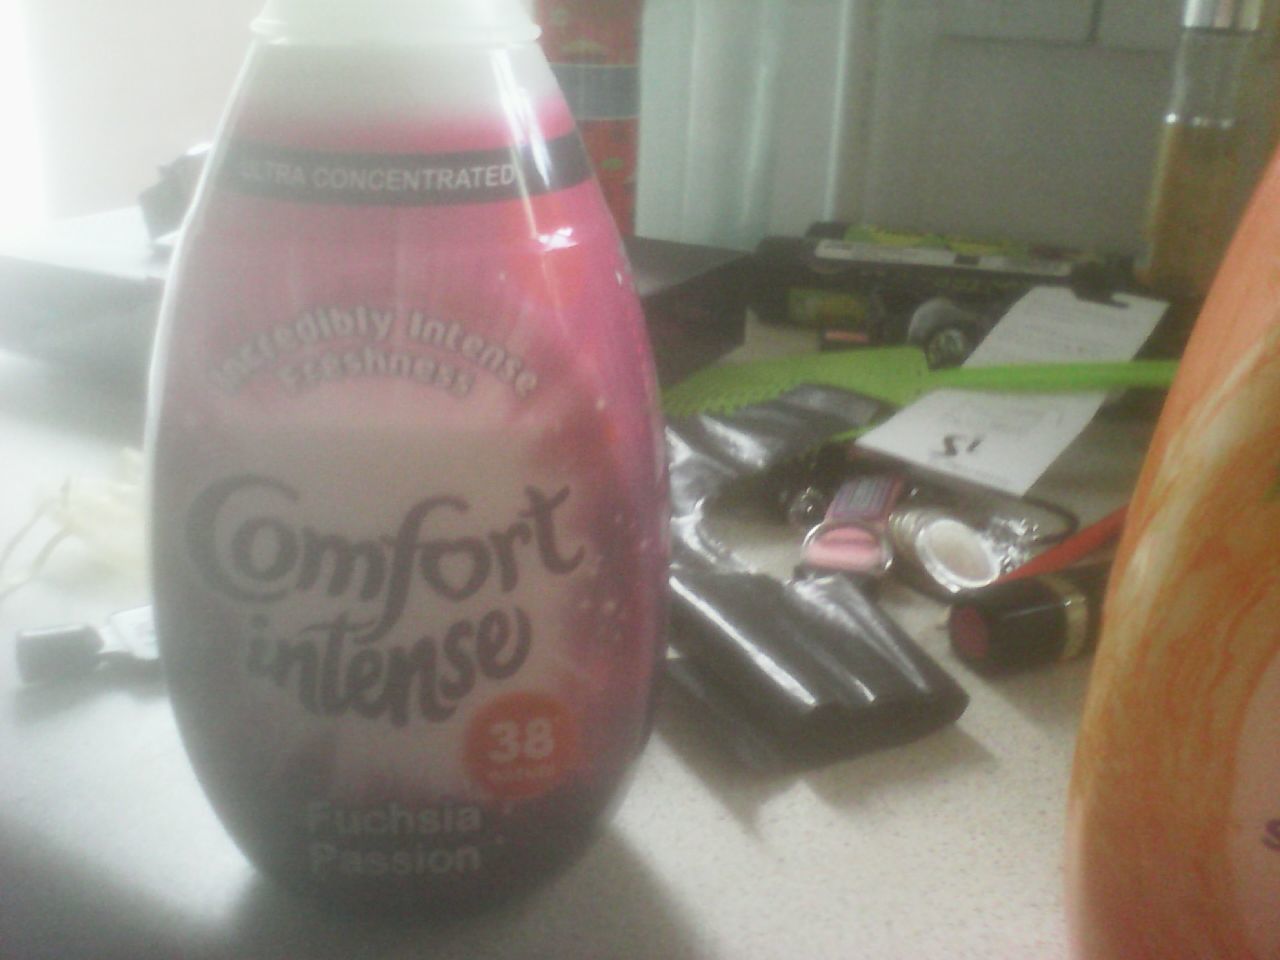 ULTRA CONCENTRATED
Incredibly Intense
Freshness
Comfort
intense
38
Fuchsia
Passion